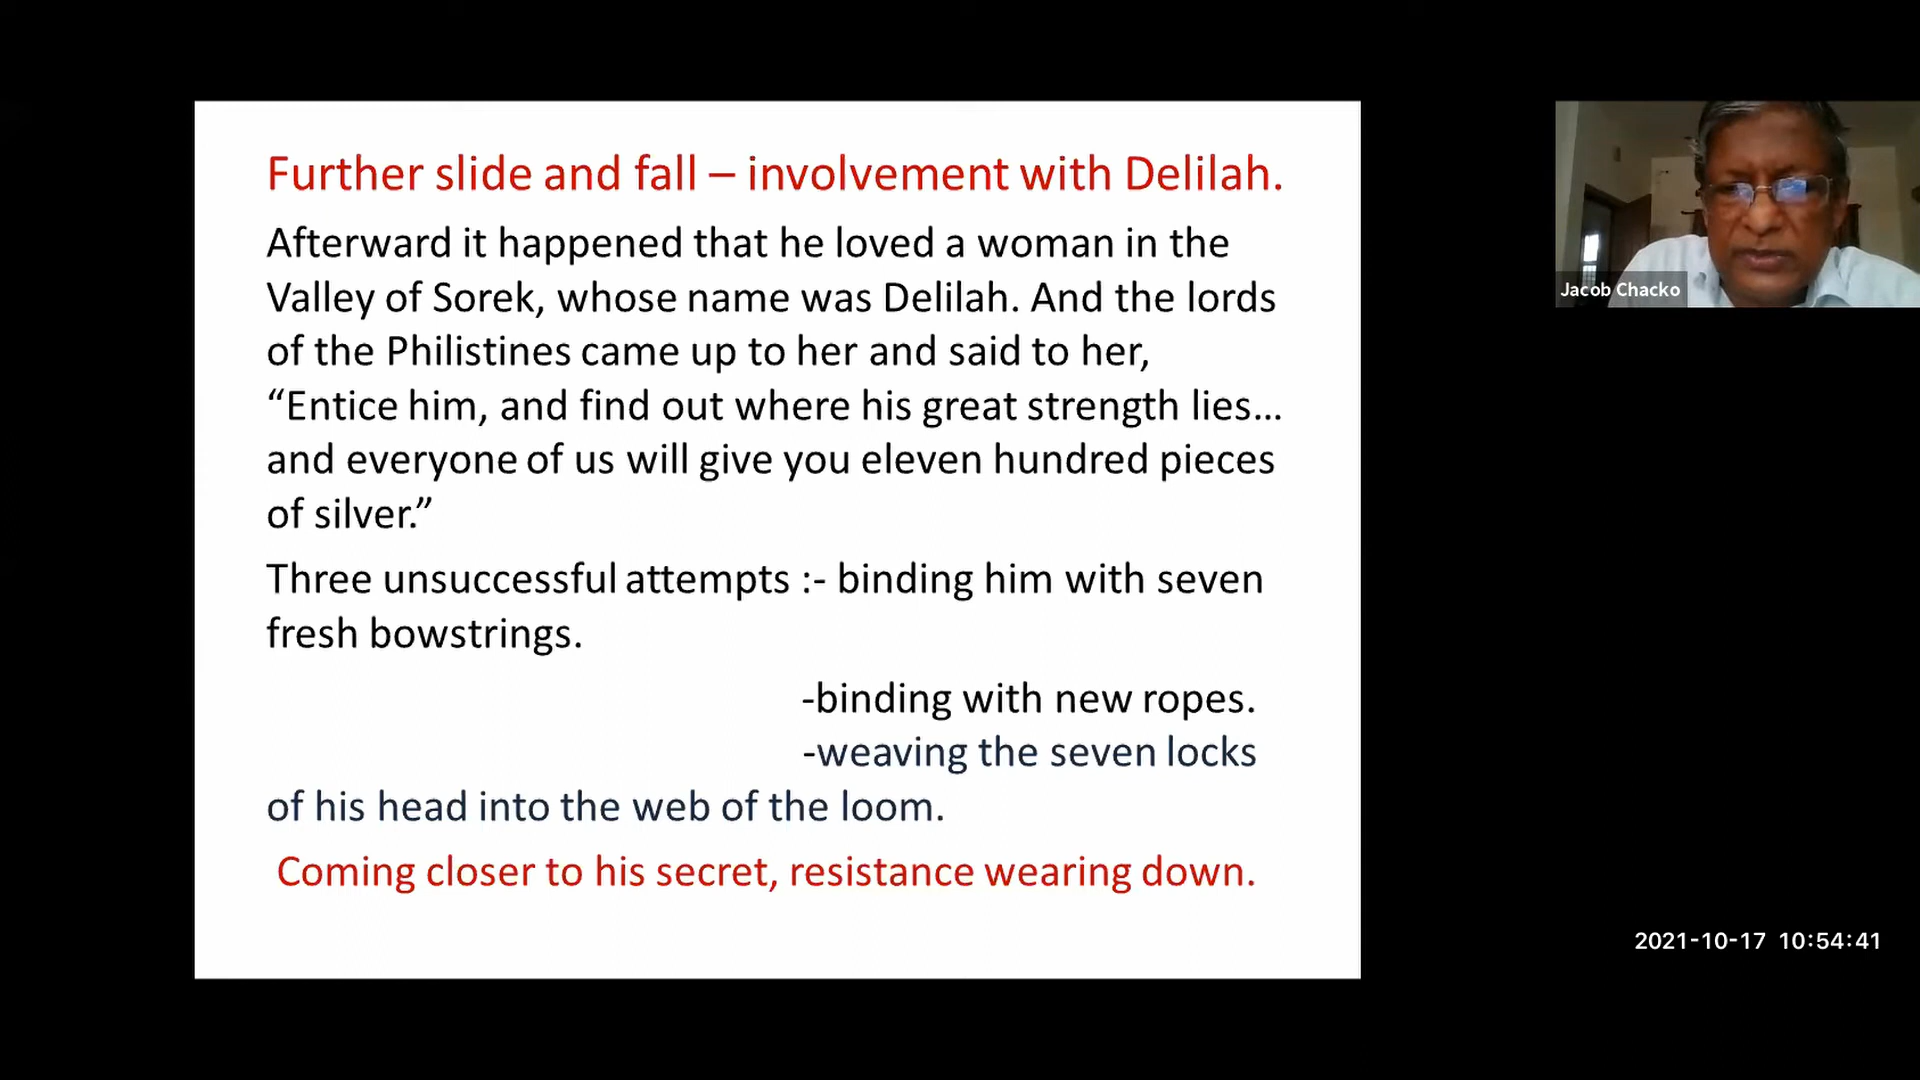 Further slide and fall – involvement with Delilah.
Afterward it happened that he loved a woman in the
Valley of Sorek, whose name was Delilah. And the lords
of the Philistines came up to her and said to her,
“Entice him, and find out where his great strength lies…
and everyone of us will give you eleven hundred pieces
of silver.”
Three unsuccessful attempts :- binding him with seven
fresh bowstrings.
-binding with new ropes.
-weaving the seven locks
of his head into the web of the loom.
Coming closer to his secret, resistance wearing down.
Jacob Chacko
2021-10-17 10:54:41